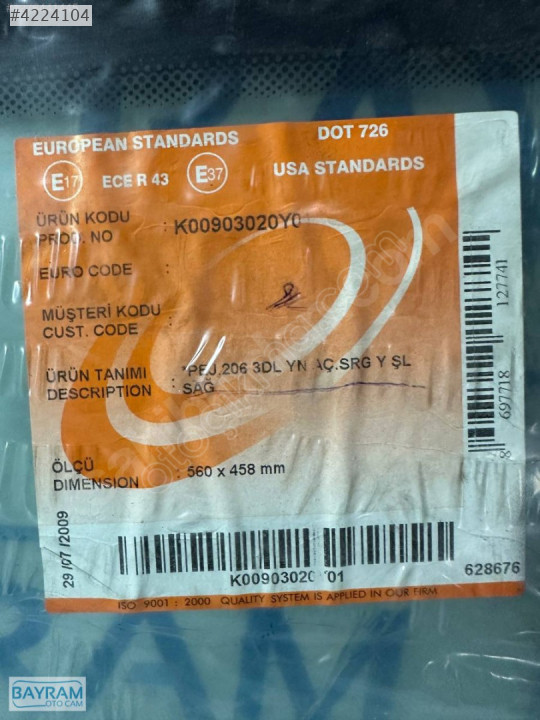 #4224104
EUROPEAN STANDARDS
DOT 726
E17 ECE R 43 E37
USA STANDARDS
ÜRÜN KODU : K00903020Y01
PROD. NO
EURO CODE :
MÜŞTERİ KODU :
CUST. CODE
ÜRÜN TANIMI : *PEJ,206 3DL YN AÇ.SRG Y ŞL
DESCRIPTION SAĞ
ÖLÇÜ : 560 x 458 mm
DIMENSION
29 /07 /2009
127741
697718
8
K00903020Y01
628676
ISO 9001 : 2000 QUALITY SYSTEM IS APPLIED IN OUR FIRM
BAYRAM
OTO CAM